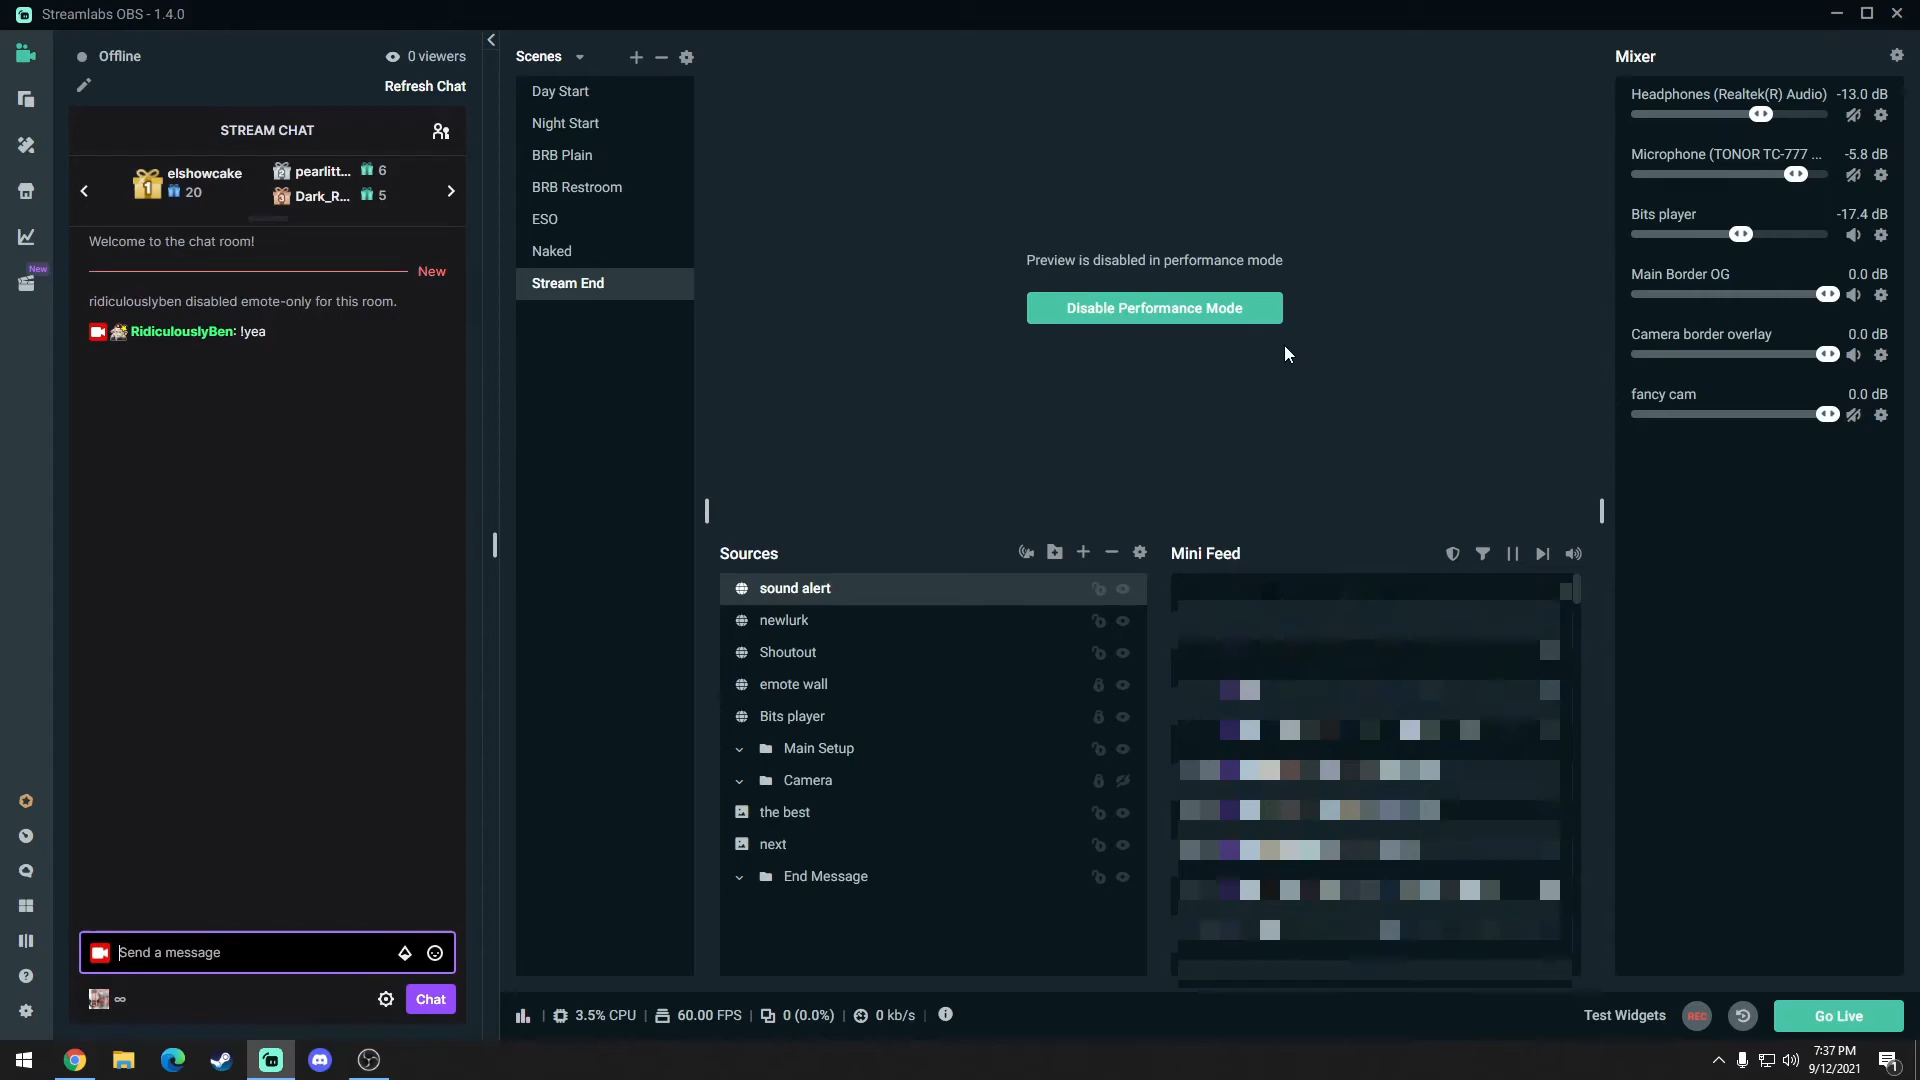 Streamlabs OBS - 1.4.0
Offline
0 viewers
Refresh Chat
STREAM CHAT
1 elshowcake
20
2 pearlitt... 6
3 Dark_R... 5
Welcome to the chat room!
New
ridiculouslyben disabled emote-only for this room.
RidiculouslyBen: !yea
Send a message
∞
Chat
New
Scenes
Day Start
Night Start
BRB Plain
BRB Restroom
ESO
Naked
Stream End
Preview is disabled in performance mode
Disable Performance Mode
Sources
sound alert
newlurk
Shoutout
emote wall
Bits player
Main Setup
Camera
the best
next
End Message
Mini Feed
Mixer
Headphones (Realtek(R) Audio) -13.0 dB
Microphone (TONOR TC-777 ... -5.8 dB
Bits player -17.4 dB
Main Border OG 0.0 dB
Camera border overlay 0.0 dB
fancy cam 0.0 dB
3.5% CPU
60.00 FPS
0 (0.0%)
0 kb/s
Test Widgets
REC
Go Live
7:37 PM
9/12/2021
1